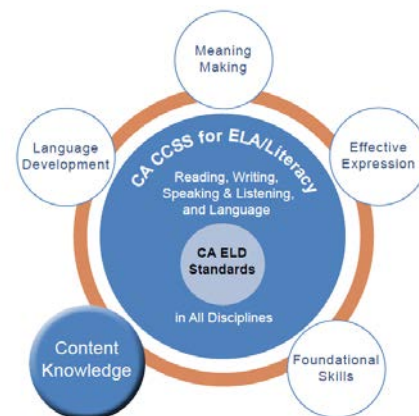 Meaning
Making
Language
Development
Effective
Expression
CA CCSS for ELA/Literacy
Reading, Writing,
Speaking & Listening,
and Language
CA ELD
Standards
in All Disciplines
Content
Knowledge
Foundational
Skills